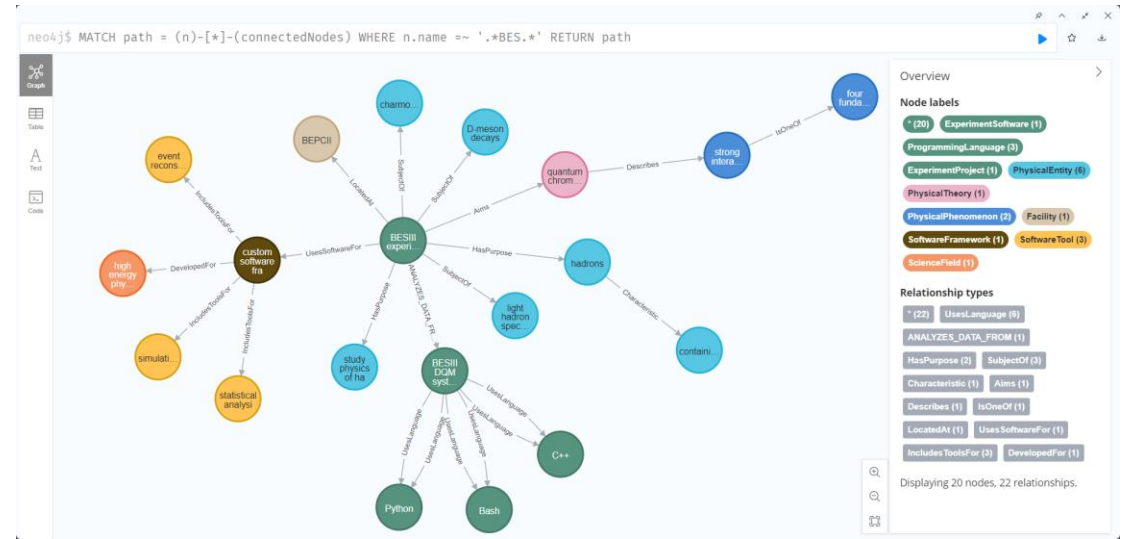 neo4j$ MATCH path = (n)-[*]-(connectedNodes) WHERE n.name =~ '.*BES.*' RETURN path
Graph
Table
Text
Code
event
recons...
high
energy
phy...
simulati...
statistical
analysi
custom
software
fra
BEPCII
charmo...
D-meson
decays
quantum
chrom...
strong
intera...
four
funda...
BESIII
experi...
hadrons
containi...
light
hadron
spec...
study
physics
of ha
BESIII
DQM
syst...
C++
Python
Bash
IncludesToolsFor
DevelopedFor
IncludesToolsFor
IncludesToolsFor
UsesSoftwareFor
LocatedAt
SubjectOf
SubjectOf
Aims
Describes
IsOneOf
HasPurpose
Characteristic
SubjectOf
HasPurpose
ANALYZES_DATA_FR...
UsesLanguage
UsesLanguage
UsesLanguage
UsesLanguage
UsesLanguage
UsesLanguage
Overview
Node labels
* (20) ExperimentSoftware (1)
ProgrammingLanguage (3)
ExperimentProject (1) PhysicalEntity (6)
PhysicalTheory (1)
PhysicalPhenomenon (2) Facility (1)
SoftwareFramework (1) SoftwareTool (3)
ScienceField (1)
Relationship types
* (22) UsesLanguage (6)
ANALYZES_DATA_FROM (1)
HasPurpose (2) SubjectOf (3)
Characteristic (1) Aims (1)
Describes (1) IsOneOf (1)
LocatedAt (1) UsesSoftwareFor (1)
IncludesToolsFor (3) DevelopedFor (1)
Displaying 20 nodes, 22 relationships.